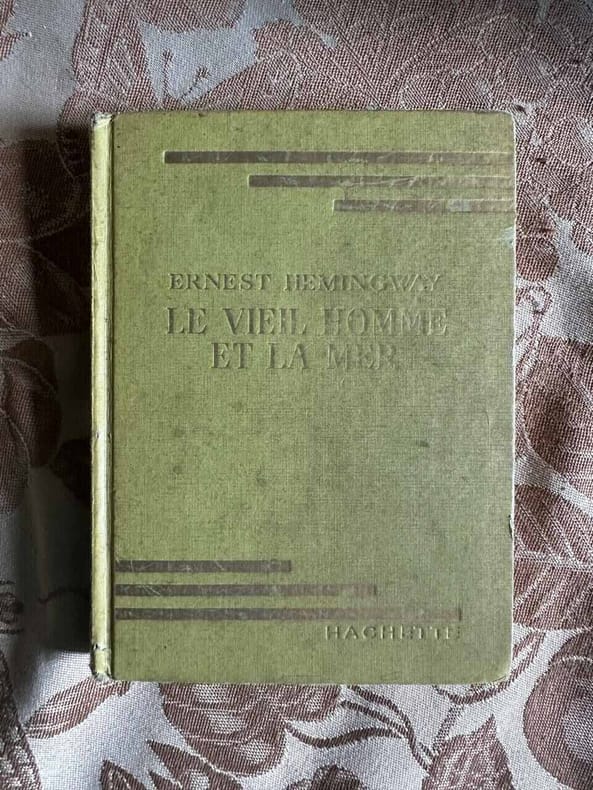 ERNEST HEMINGWAY
LE VIEIL HOMME
ET LA MER
HACHETTE